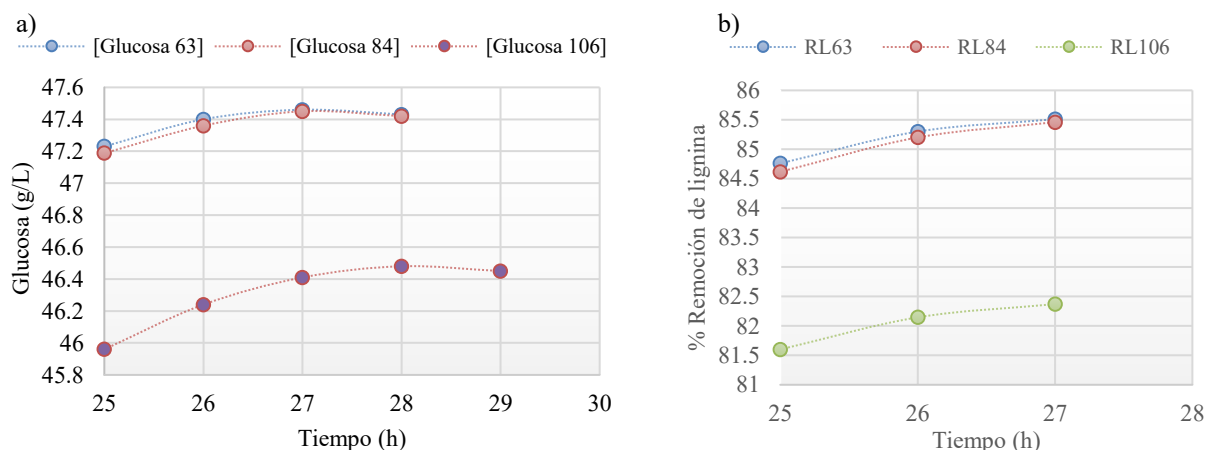 a)
[Glucosa 63] [Glucosa 84] [Glucosa 106]
47.6
47.4
47.2
47
46.8
46.6
46.4
46.2
46
45.8
Glucosa (g/L)
25 26 27 28 29 30
Tiempo (h)
b)
RL63 RL84 RL106
86
85.5
85
84.5
84
83.5
83
82.5
82
81.5
81
% Remoción de lignina
25 26 27 28
Tiempo (h)